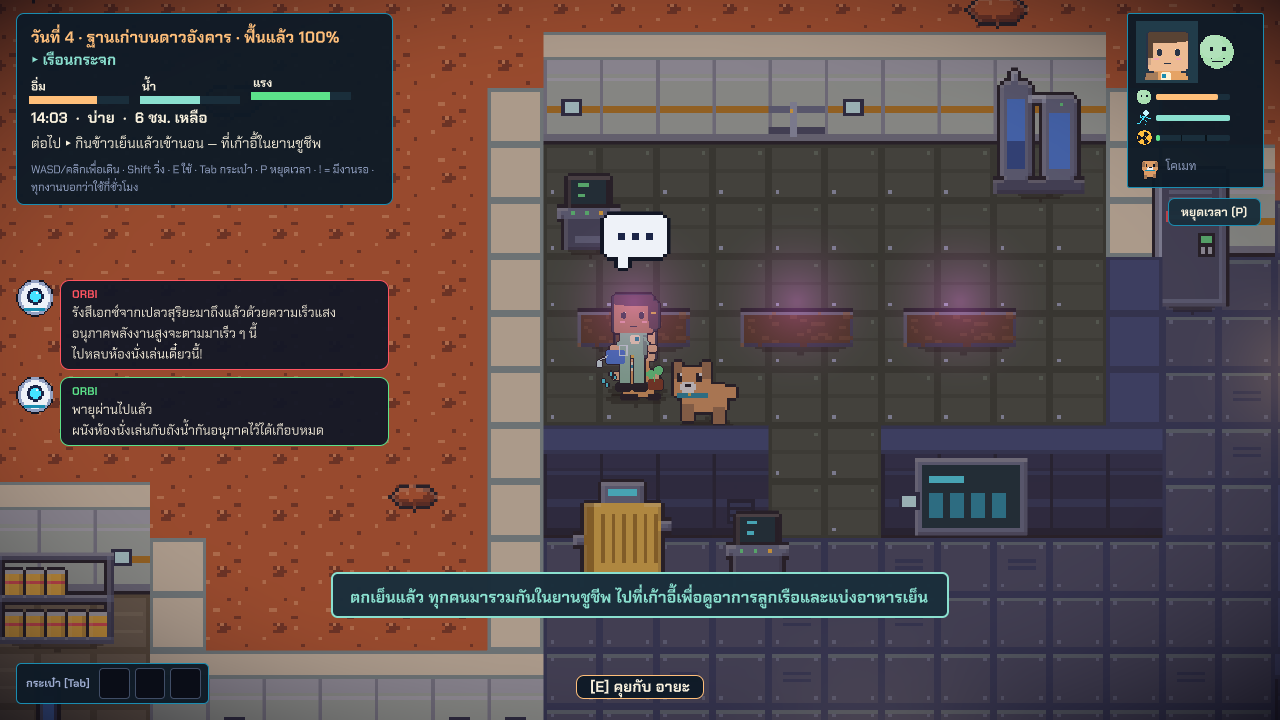 วันที่ 4 · ฐานเก่าบนดาวอังคาร · ฟื้นแล้ว 100%
▸ เรือนกระจก
อิ่ม น้ำ แรง
14:03 · บ่าย · 6 ชม. เหลือ
ต่อไป ▸ กินข้าวเย็นแล้วเข้านอน — ที่เก้าอี้ในยานชูชีพ
WASD/คลิกเพื่อเดิน · Shift วิ่ง · E ใช้ · Tab กระเป๋า · P หยุดเวลา · ! = มีงานรอ ·
ทุกงานบอกว่าใช้กี่ชั่วโมง
โคเมท
หยุดเวลา (P)
ORBI
รังสีเอกซ์จากเปลวสุริยะมาถึงแล้วด้วยความเร็วแสง
อนุภาคพลังงานสูงจะตามมาเร็ว ๆ นี้
ไปหลบห้องนั่งเล่นเดี๋ยวนี้!
ORBI
พายุผ่านไปแล้ว
ผนังห้องนั่งเล่นกับถังน้ำกันอนุภาคไว้ได้เกือบหมด
ตกเย็นแล้ว ทุกคนมารวมกันในยานชูชีพ ไปที่เก้าอี้เพื่อดูอาการลูกเรือและแบ่งอาหารเย็น
กระเป๋า [Tab]
[E] คุยกับ อายะ